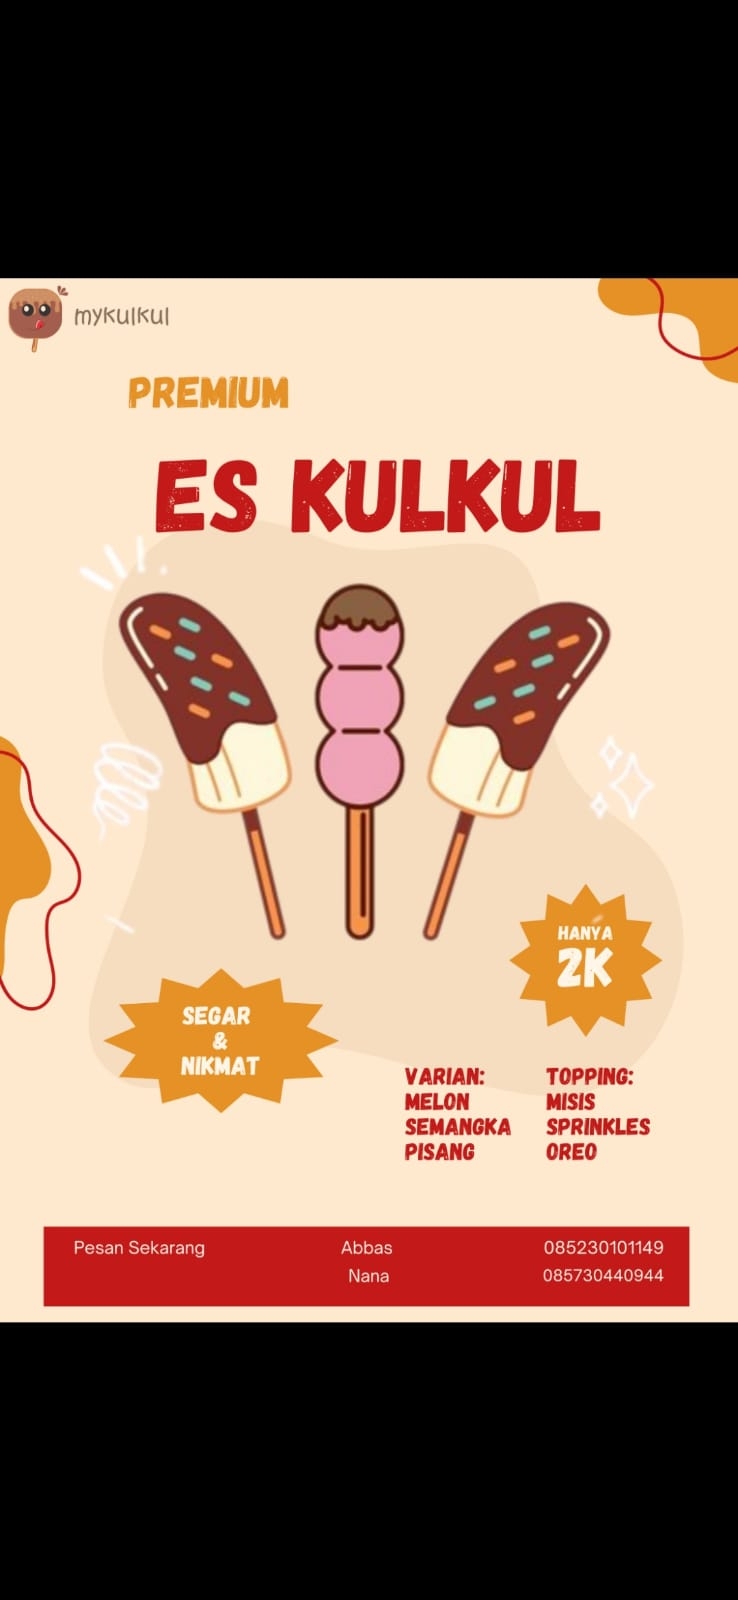 mykulkul
PREMIUM
ES KULKUL
HANYA
2K
SEGAR
&
NIKMAT
VARIAN:
MELON
SEMANGKA
PISANG
TOPPING:
MISIS
SPRINKLES
OREO
Pesan Sekarang Abbas 085230101149
Nana 085730440944